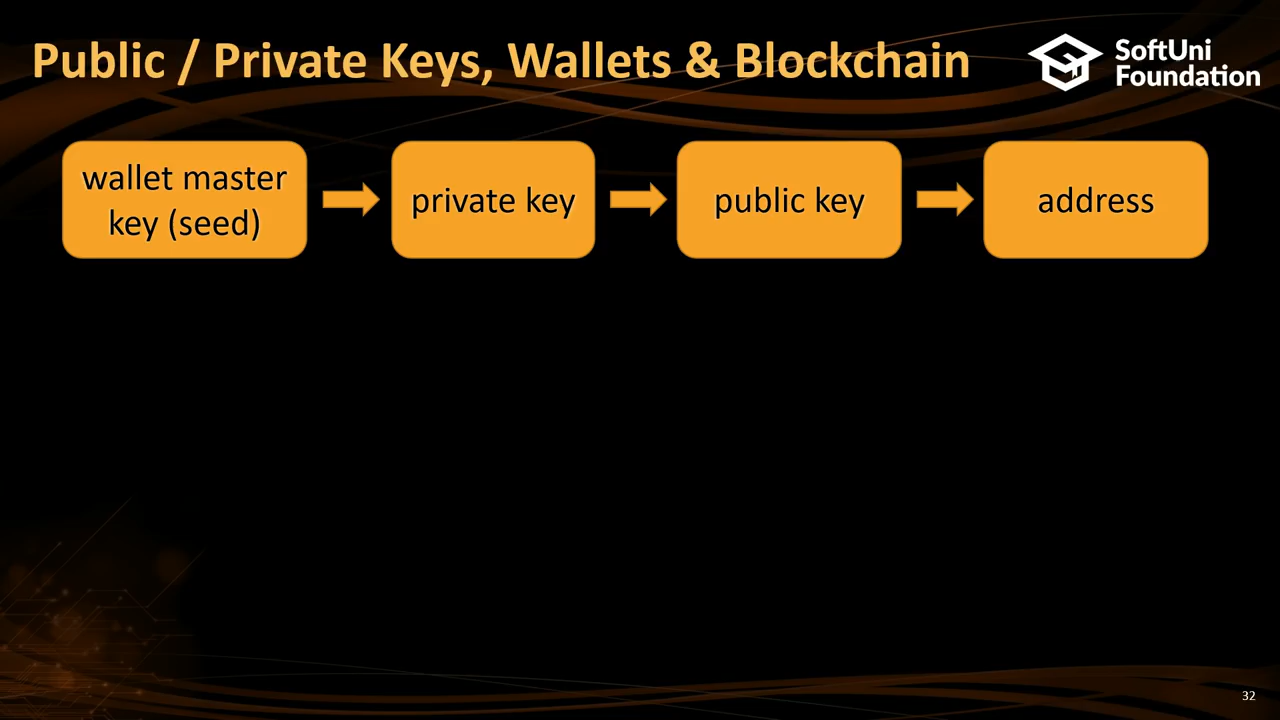 Public / Private Keys, Wallets & Blockchain
SoftUni
Foundation
wallet master
key (seed)
private key
public key
address
32